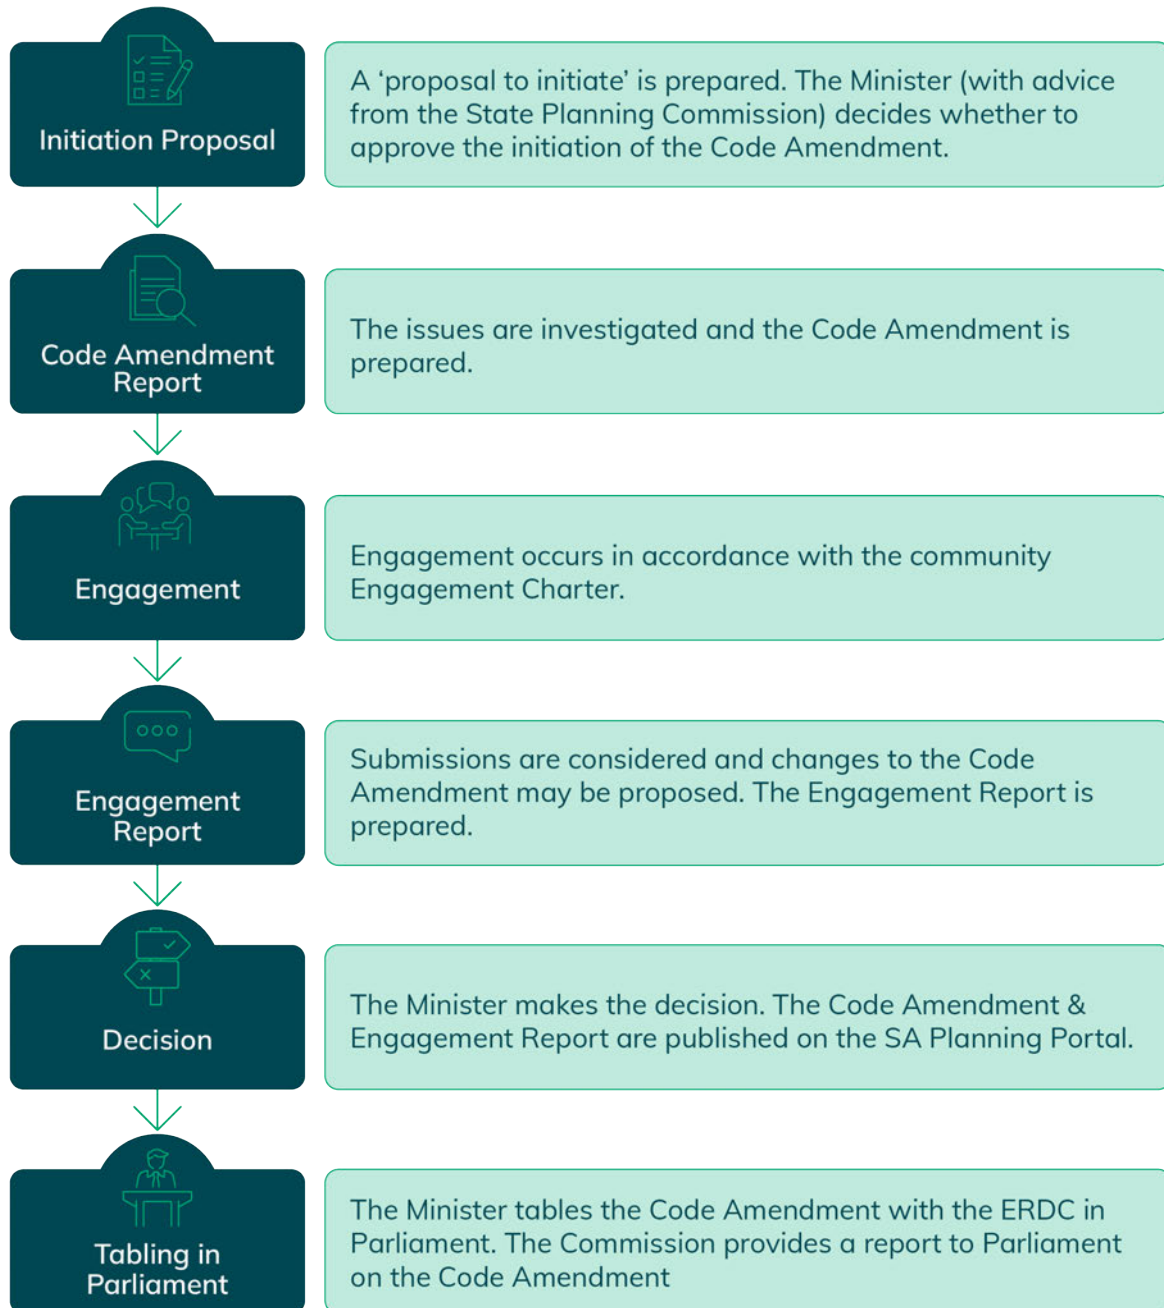 Initiation Proposal
A ‘proposal to initiate’ is prepared. The Minister (with advice
from the State Planning Commission) decides whether to
approve the initiation of the Code Amendment.
Code Amendment
Report
The issues are investigated and the Code Amendment is
prepared.
Engagement
Engagement occurs in accordance with the community
Engagement Charter.
Engagement
Report
Submissions are considered and changes to the Code
Amendment may be proposed. The Engagement Report is
prepared.
Decision
The Minister makes the decision. The Code Amendment &
Engagement Report are published on the SA Planning Portal.
Tabling in
Parliament
The Minister tables the Code Amendment with the ERDC in
Parliament. The Commission provides a report to Parliament
on the Code Amendment